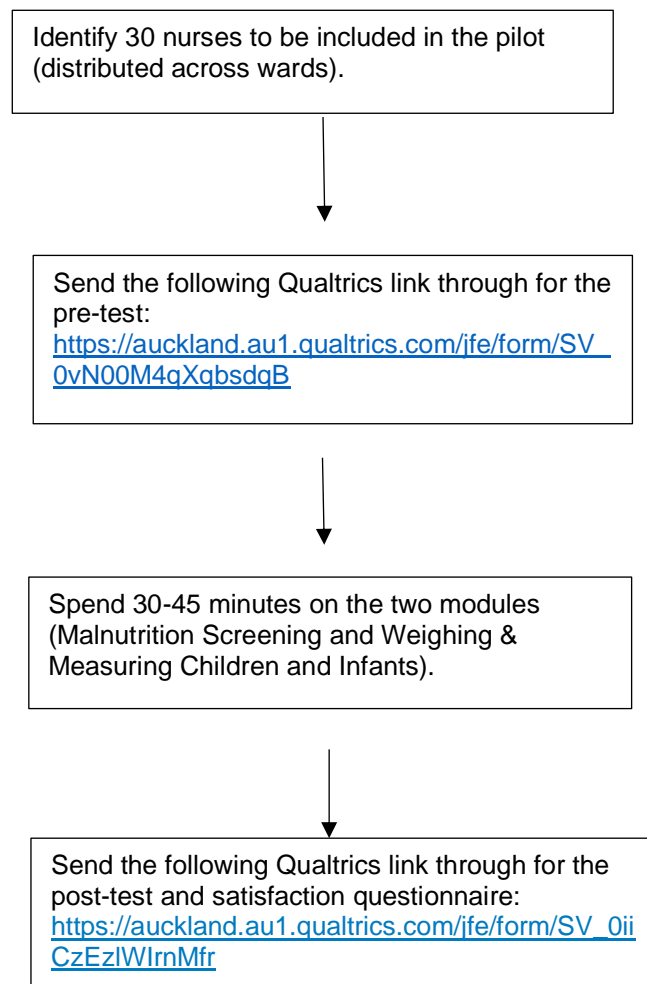 Identify 30 nurses to be included in the pilot
(distributed across wards).
Send the following Qualtrics link through for the
pre-test:
https://auckland.au1.qualtrics.com/jfe/form/SV_
0vN00M4qXqbsdqB
Spend 30-45 minutes on the two modules
(Malnutrition Screening and Weighing &
Measuring Children and Infants).
Send the following Qualtrics link through for the
post-test and satisfaction questionnaire:
https://auckland.au1.qualtrics.com/jfe/form/SV_0ii
CzEzlWIrnMfr